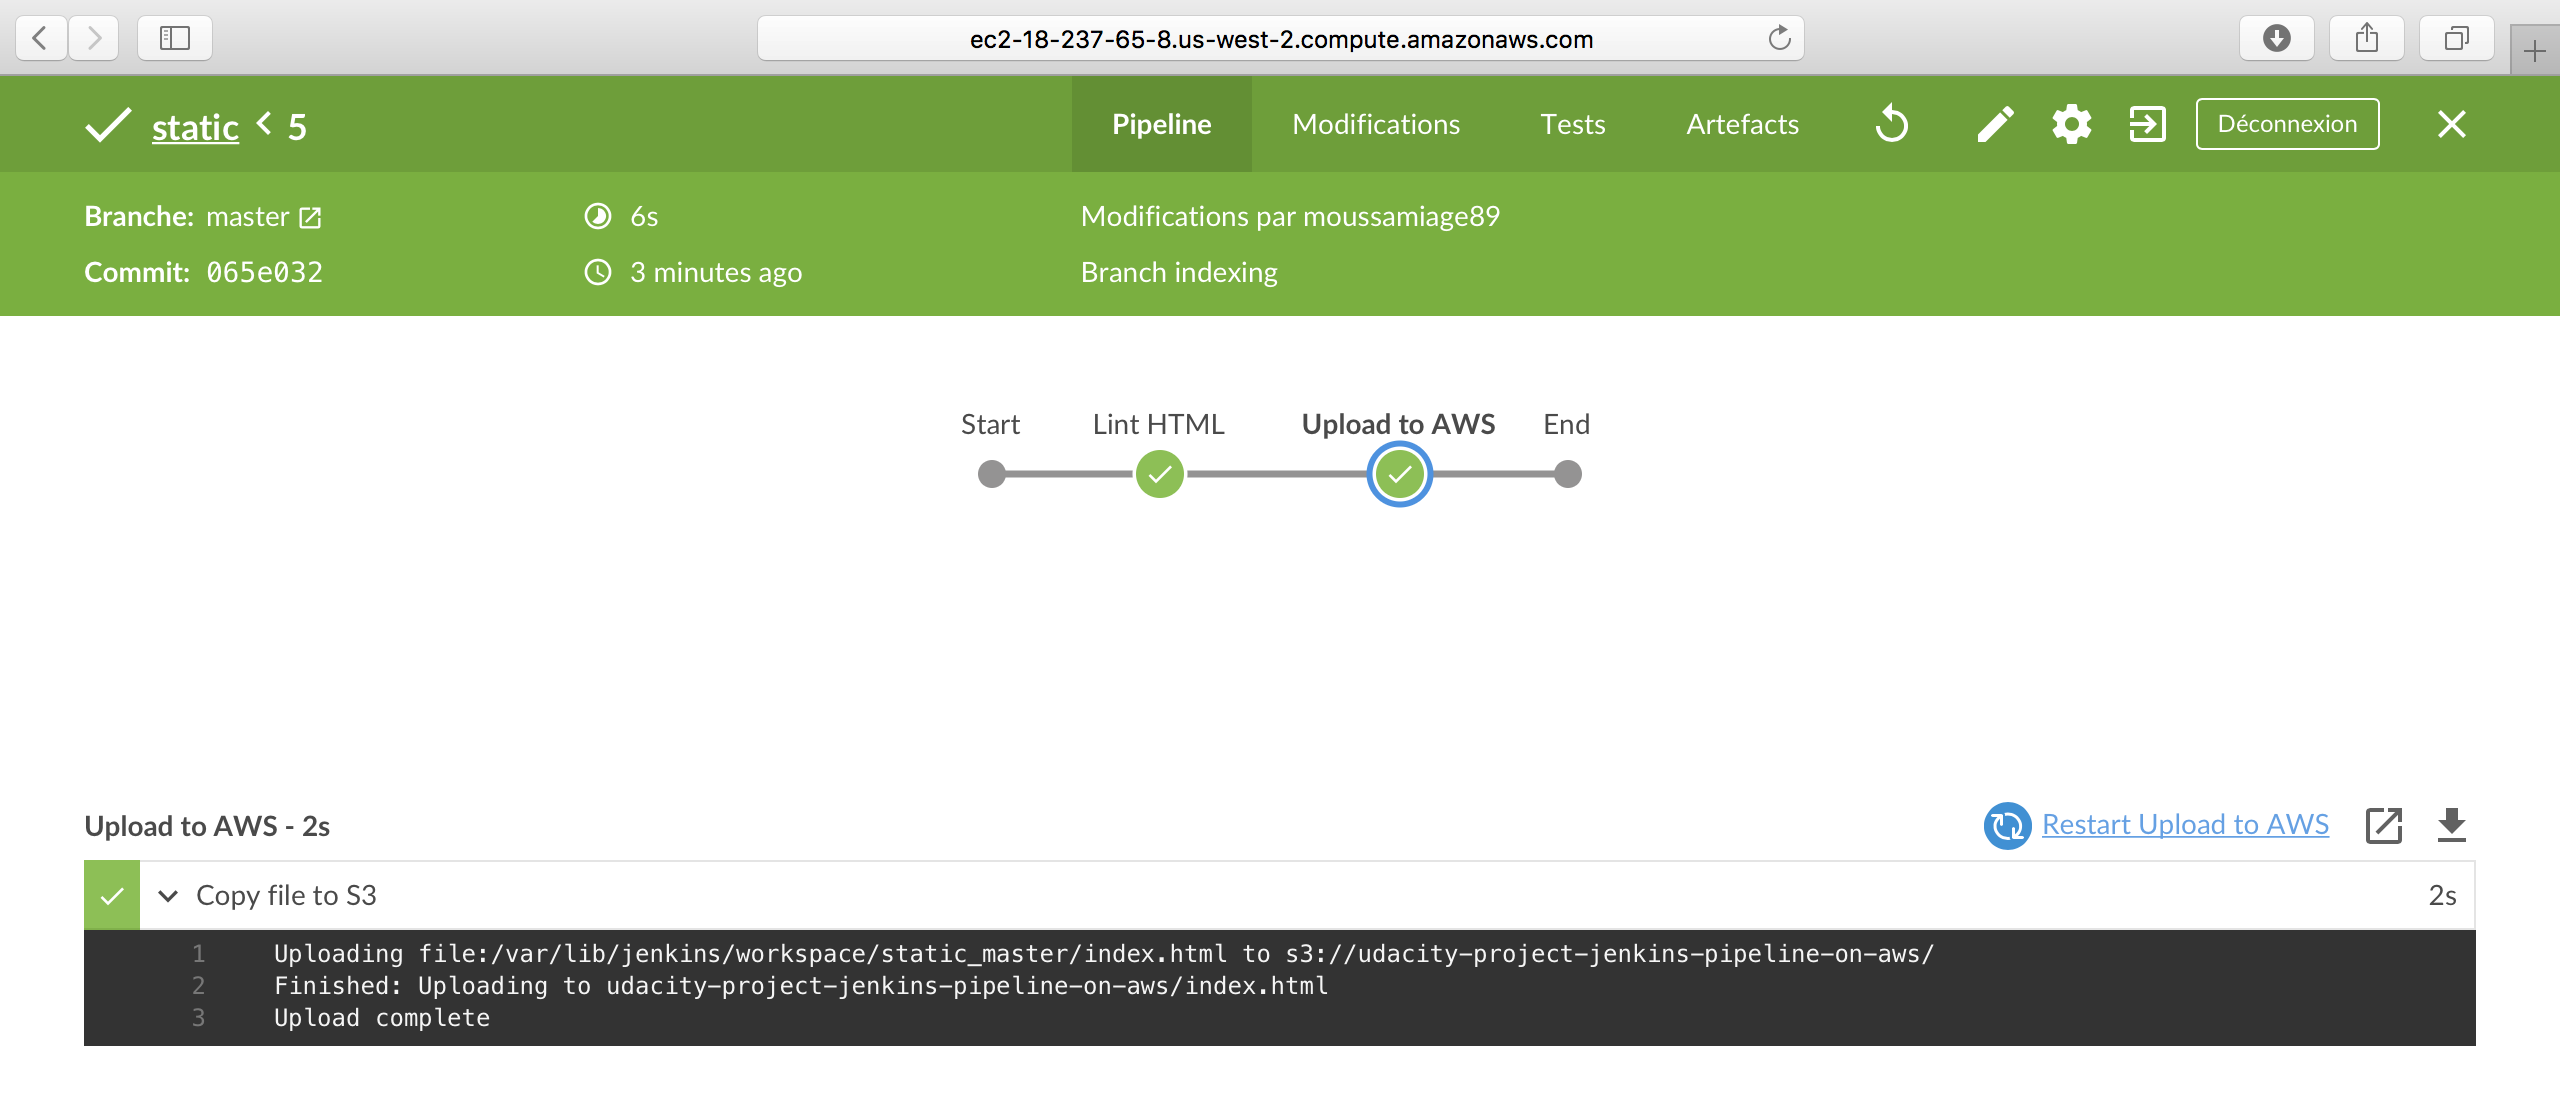 ec2-18-237-65-8.us-west-2.compute.amazonaws.com
static < 5 Pipeline Modifications Tests Artefacts Déconnexion
Branche: master 6s Modifications par moussamiage89
Commit: 065e032 3 minutes ago Branch indexing
Start Lint HTML Upload to AWS End
Upload to AWS - 2s Restart Upload to AWS
Copy file to S3 2s
1 Uploading file:/var/lib/jenkins/workspace/static_master/index.html to s3://udacity-project-jenkins-pipeline-on-aws/
2 Finished: Uploading to udacity-project-jenkins-pipeline-on-aws/index.html
3 Upload complete